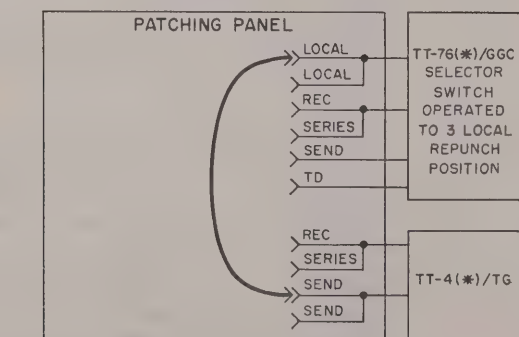 PATCHING PANEL
LOCAL
LOCAL
REC
SERIES
SEND
TD
TT-76(*)/GGC
SELECTOR
SWITCH
OPERATED
TO 3 LOCAL
REPUNCH
POSITION
REC
SERIES
SEND
SEND
TT-4(*)/TG